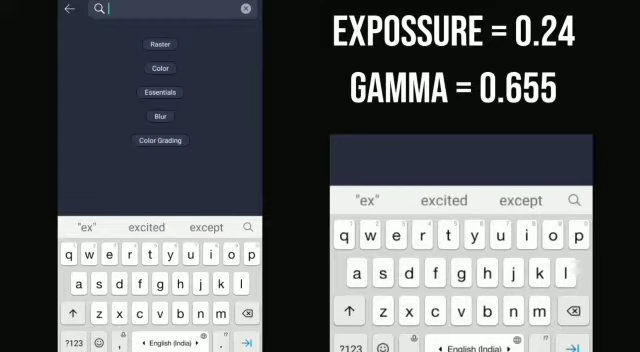 EXPOSSURE = 0.24
GAMMA = 0.655
Raster
Color
Essentials
Blur
Color Grading
"ex" excited except
q w e r t y u i o p
a s d f g h j k l
z x c v b n m
?123 , English (India) .
"ex" excited except
q w e r t y u i o p
a s d f g h j k l
z x c v b n m
?123 English (India)